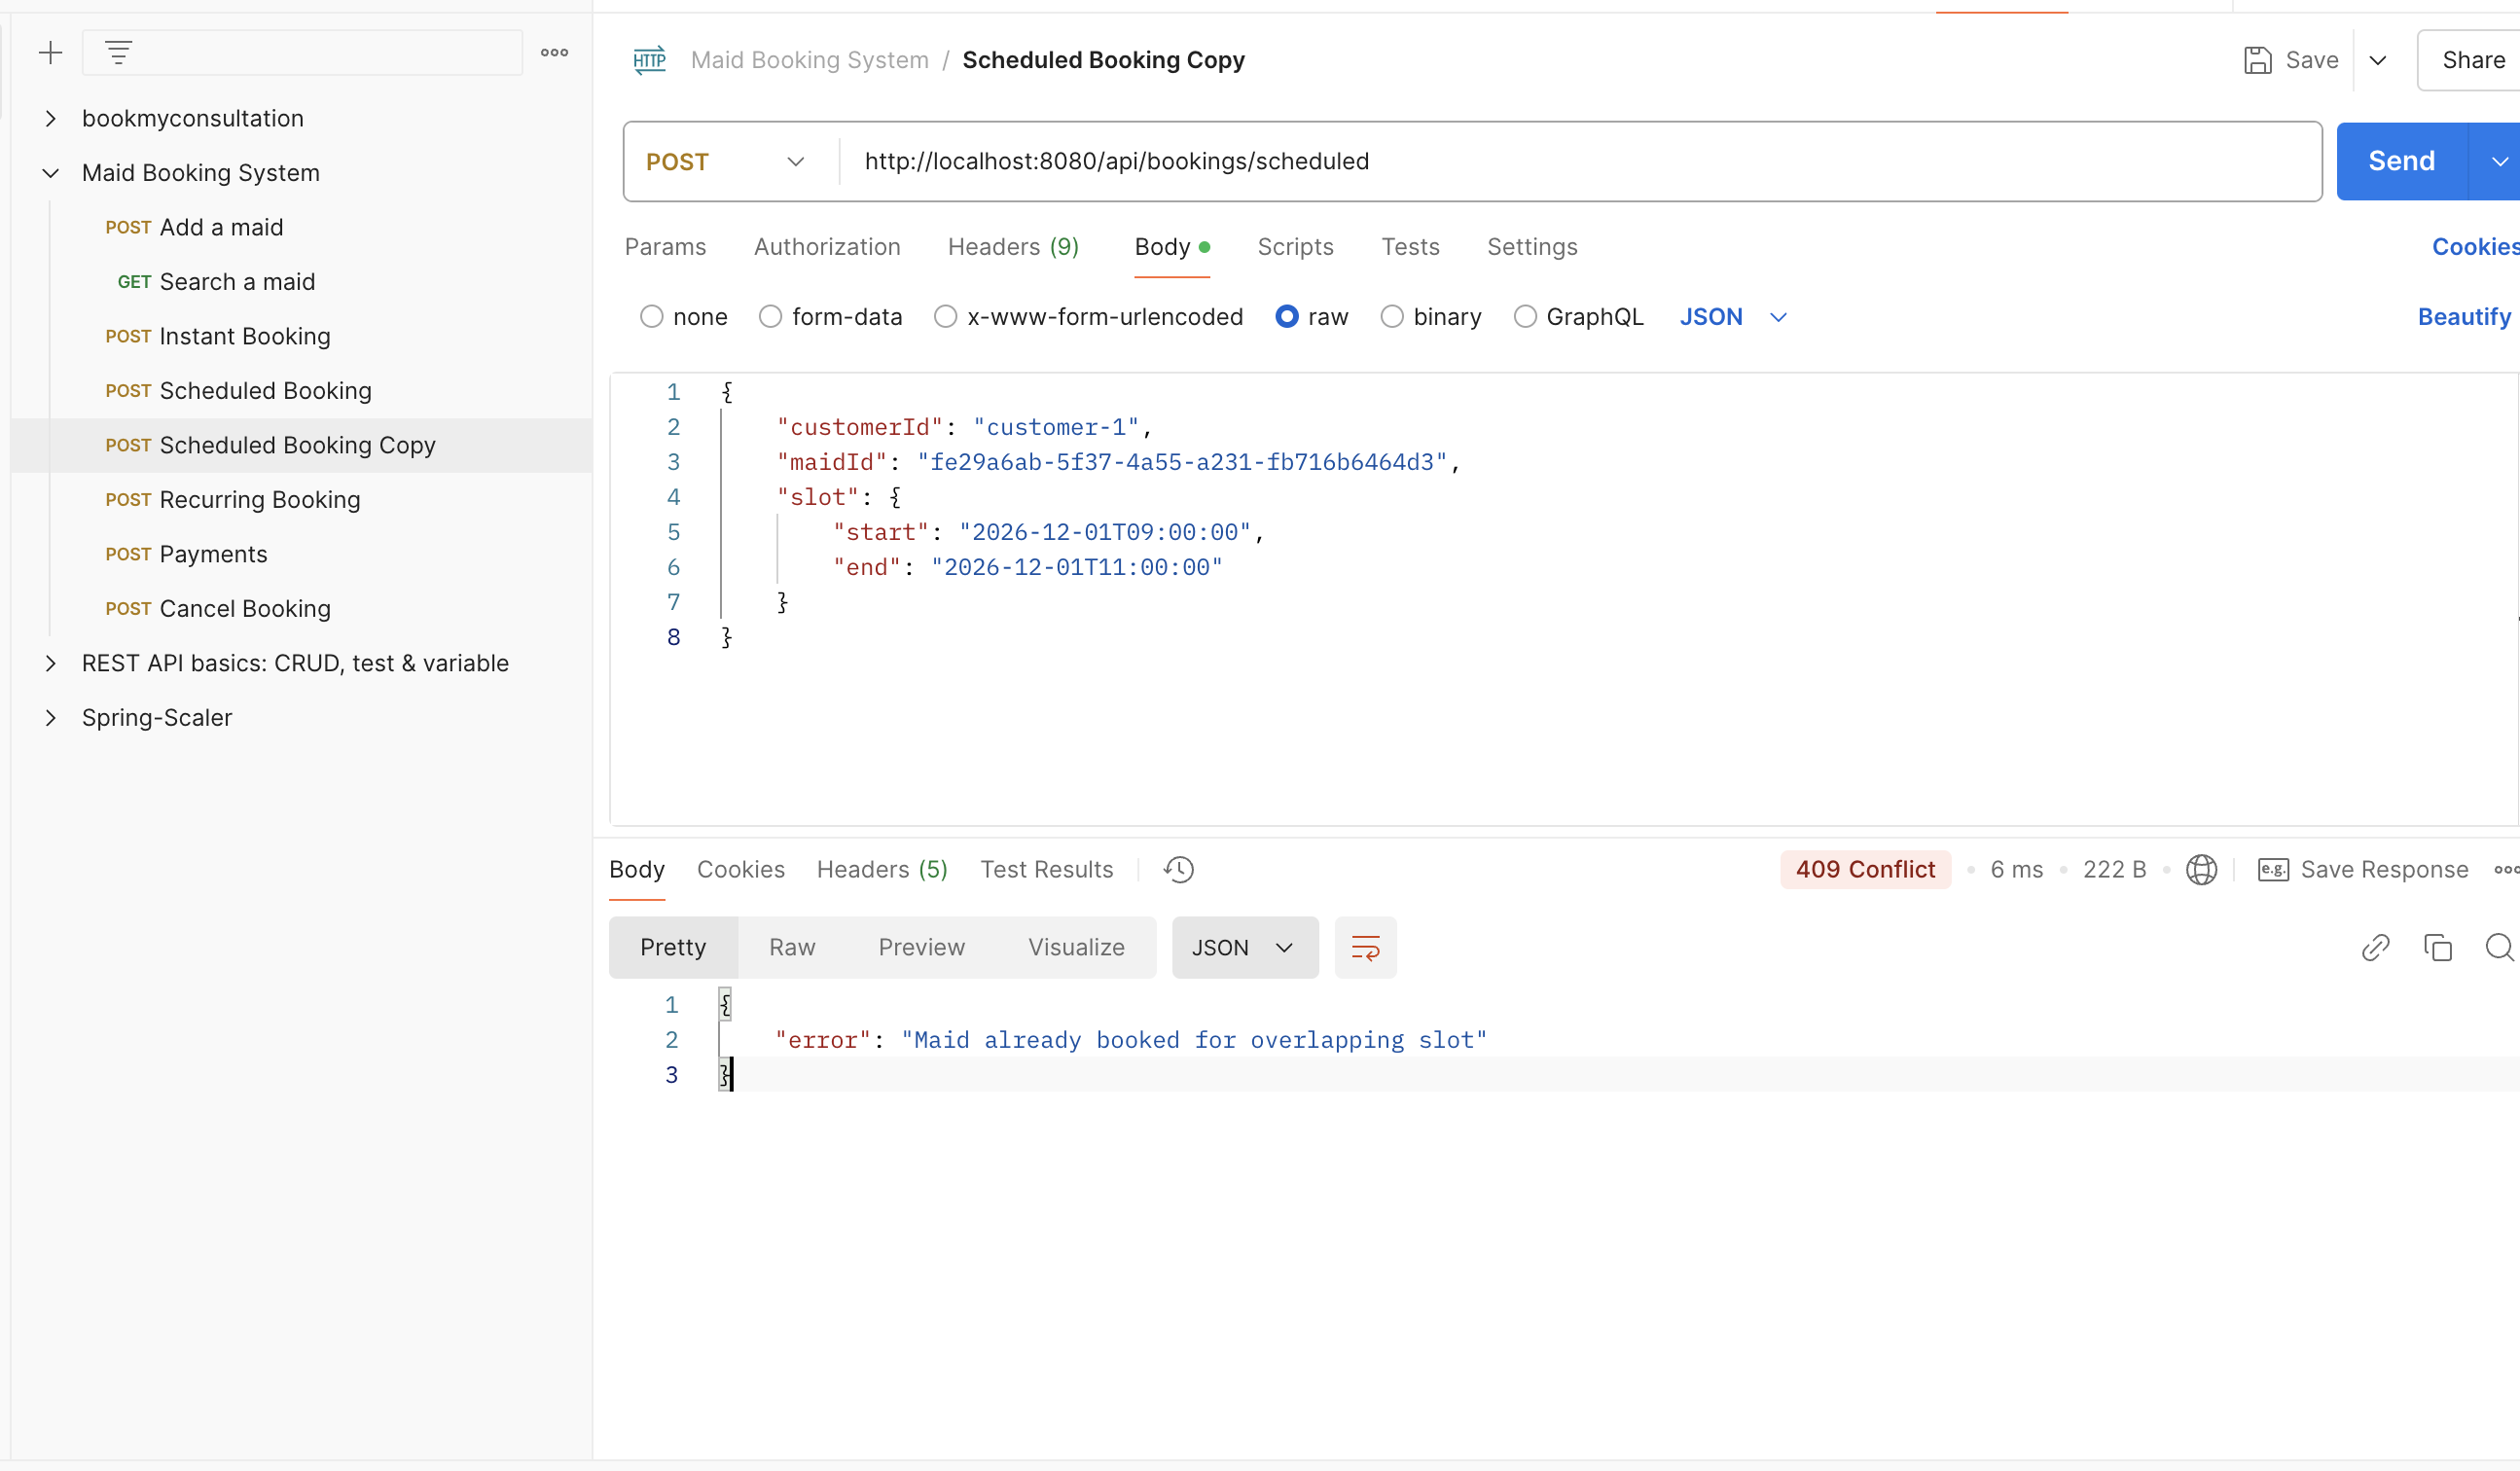 bookmyconsultation
Maid Booking System
POST Add a maid
GET Search a maid
POST Instant Booking
POST Scheduled Booking
POST Scheduled Booking Copy
POST Recurring Booking
POST Payments
POST Cancel Booking
REST API basics: CRUD, test & variable
Spring-Scaler
HTTP Maid Booking System / Scheduled Booking Copy
Save
Share
POST http://localhost:8080/api/bookings/scheduled
Send
Params Authorization Headers (9) Body Scripts Tests Settings Cookies
none form-data x-www-form-urlencoded raw binary GraphQL JSON Beautify
1 {
2 "customerId": "customer-1",
3 "maidId": "fe29a6ab-5f37-4a55-a231-fb716b6464d3",
4 "slot": {
5 "start": "2026-12-01T09:00:00",
6 "end": "2026-12-01T11:00:00"
7 }
8 }
Body Cookies Headers (5) Test Results 409 Conflict • 6 ms • 222 B • e.g. Save Response
Pretty Raw Preview Visualize JSON
1 {
2 "error": "Maid already booked for overlapping slot"
3 }